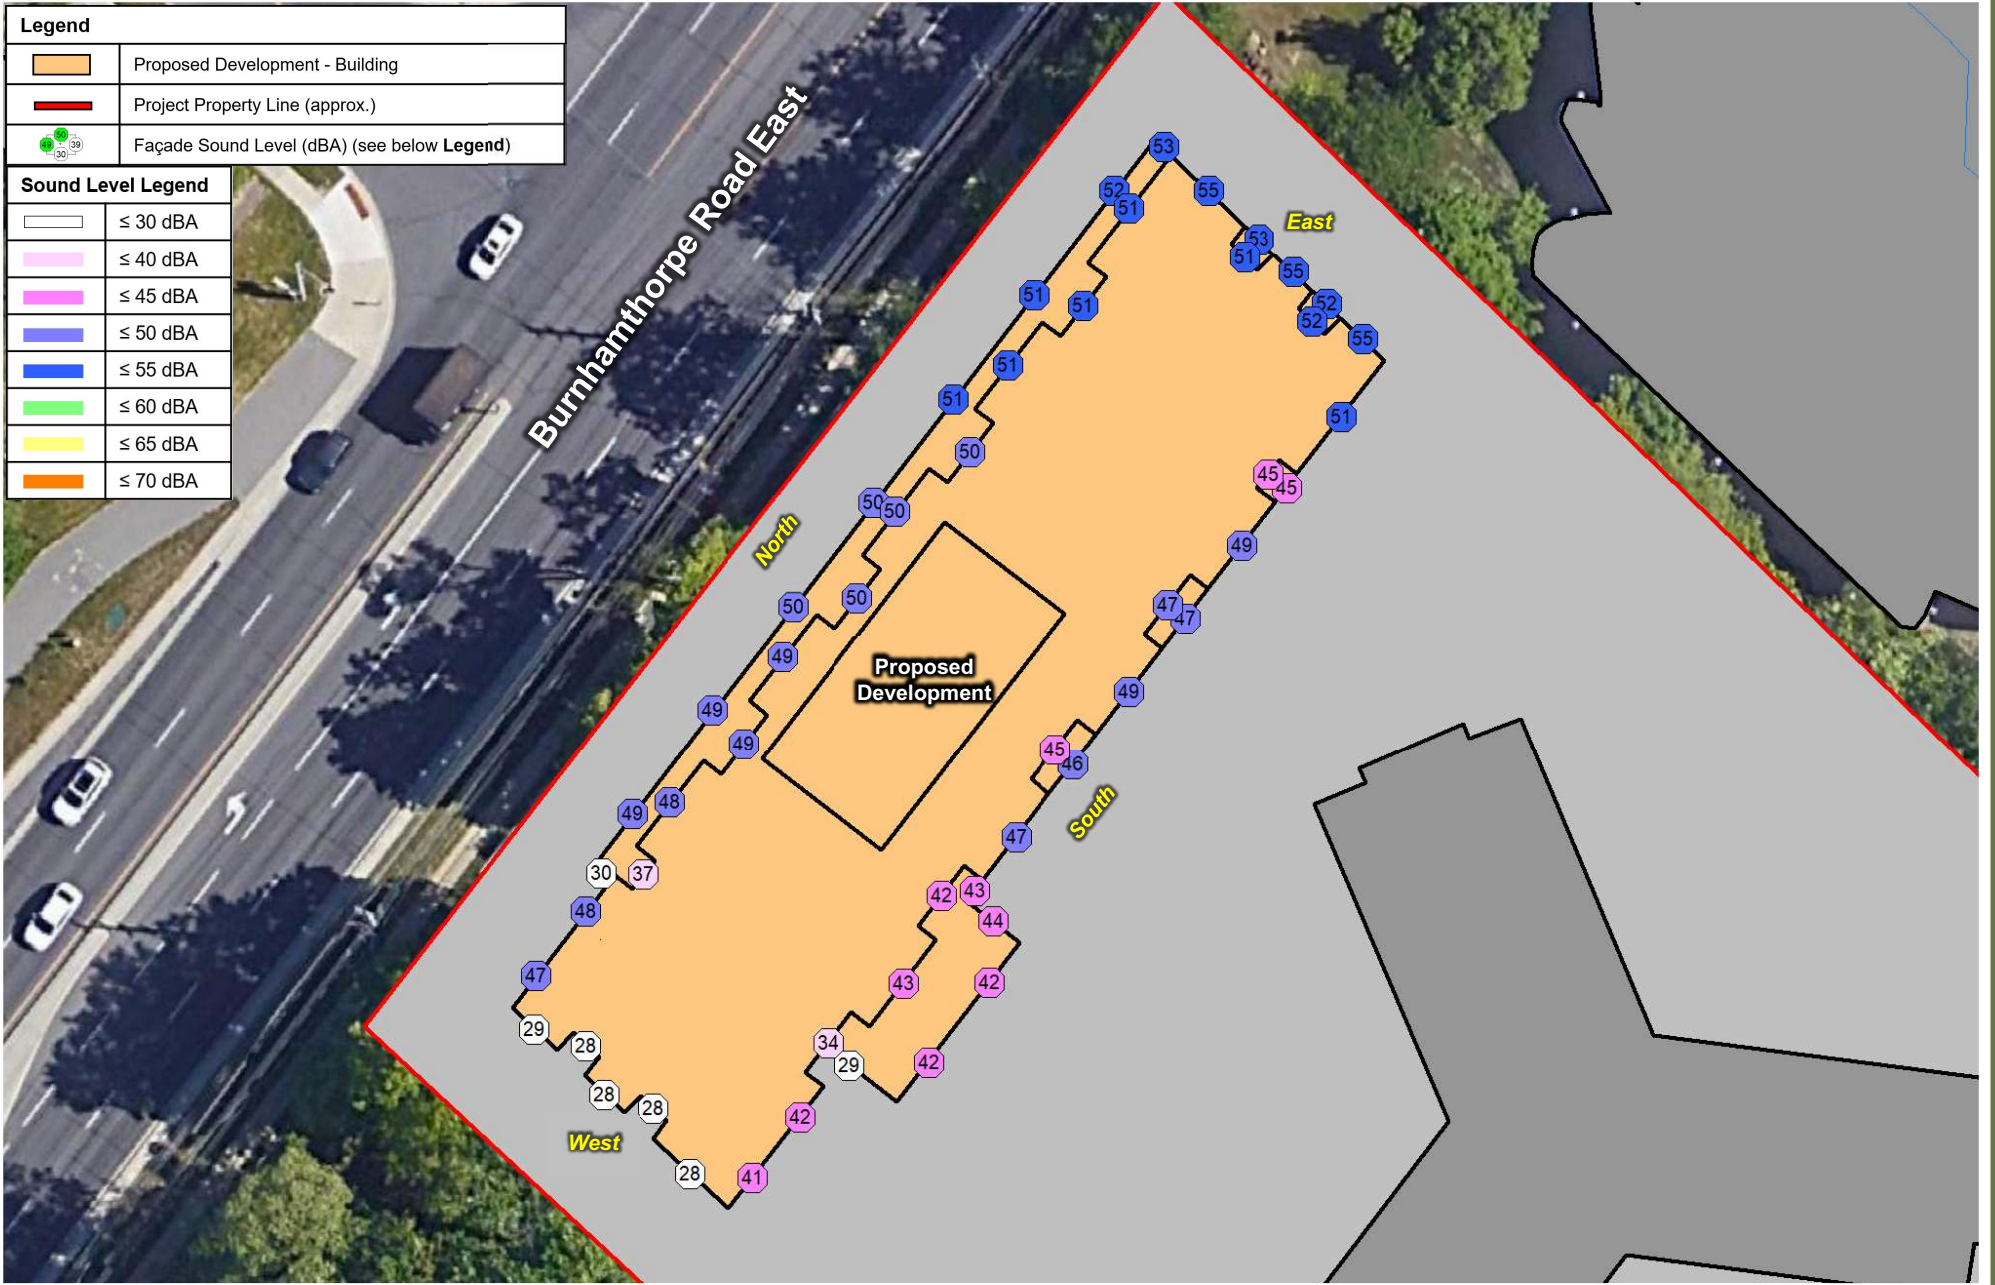 Legend
Proposed Development - Building
Project Property Line (approx.)
50
49 39
30
Façade Sound Level (dBA) (see below Legend)
Sound Level Legend
≤ 30 dBA
≤ 40 dBA
≤ 45 dBA
≤ 50 dBA
≤ 55 dBA
≤ 60 dBA
≤ 65 dBA
≤ 70 dBA
Burnhamthorpe Road East
53
52
55
51
East
53
51
55
51
52
51
52
55
51
51
51
50
45
45
50
50
North
49
50
50
47
47
49
Proposed
Development
49
49
49
45
46
48
49
South
47
30
37
42
43
48
44
47
43
42
29
28
34
29
42
28
28
42
West
28
41